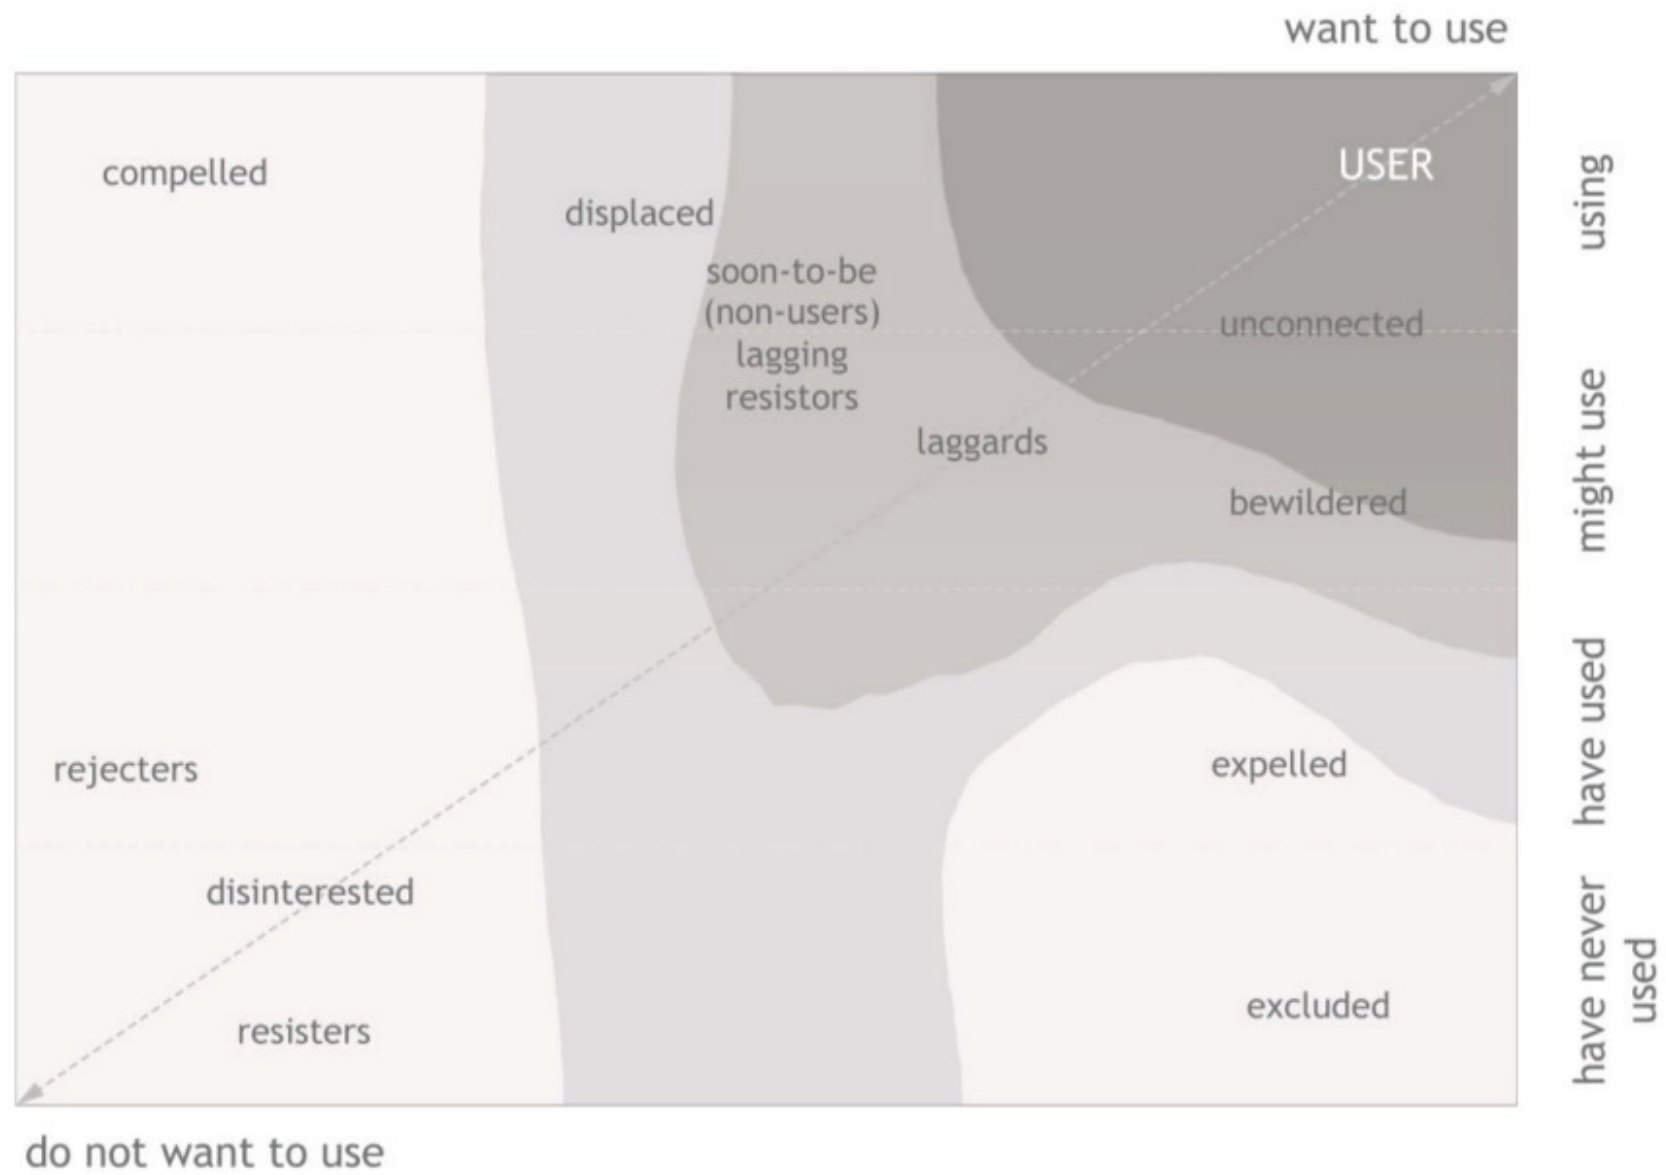 want to use
compelled
displaced
USER
soon-to-be
(non-users)
lagging
resistors
unconnected
laggards
bewildered
rejecters
expelled
disinterested
resisters
excluded
using
might use
have used
have never
used
do not want to use